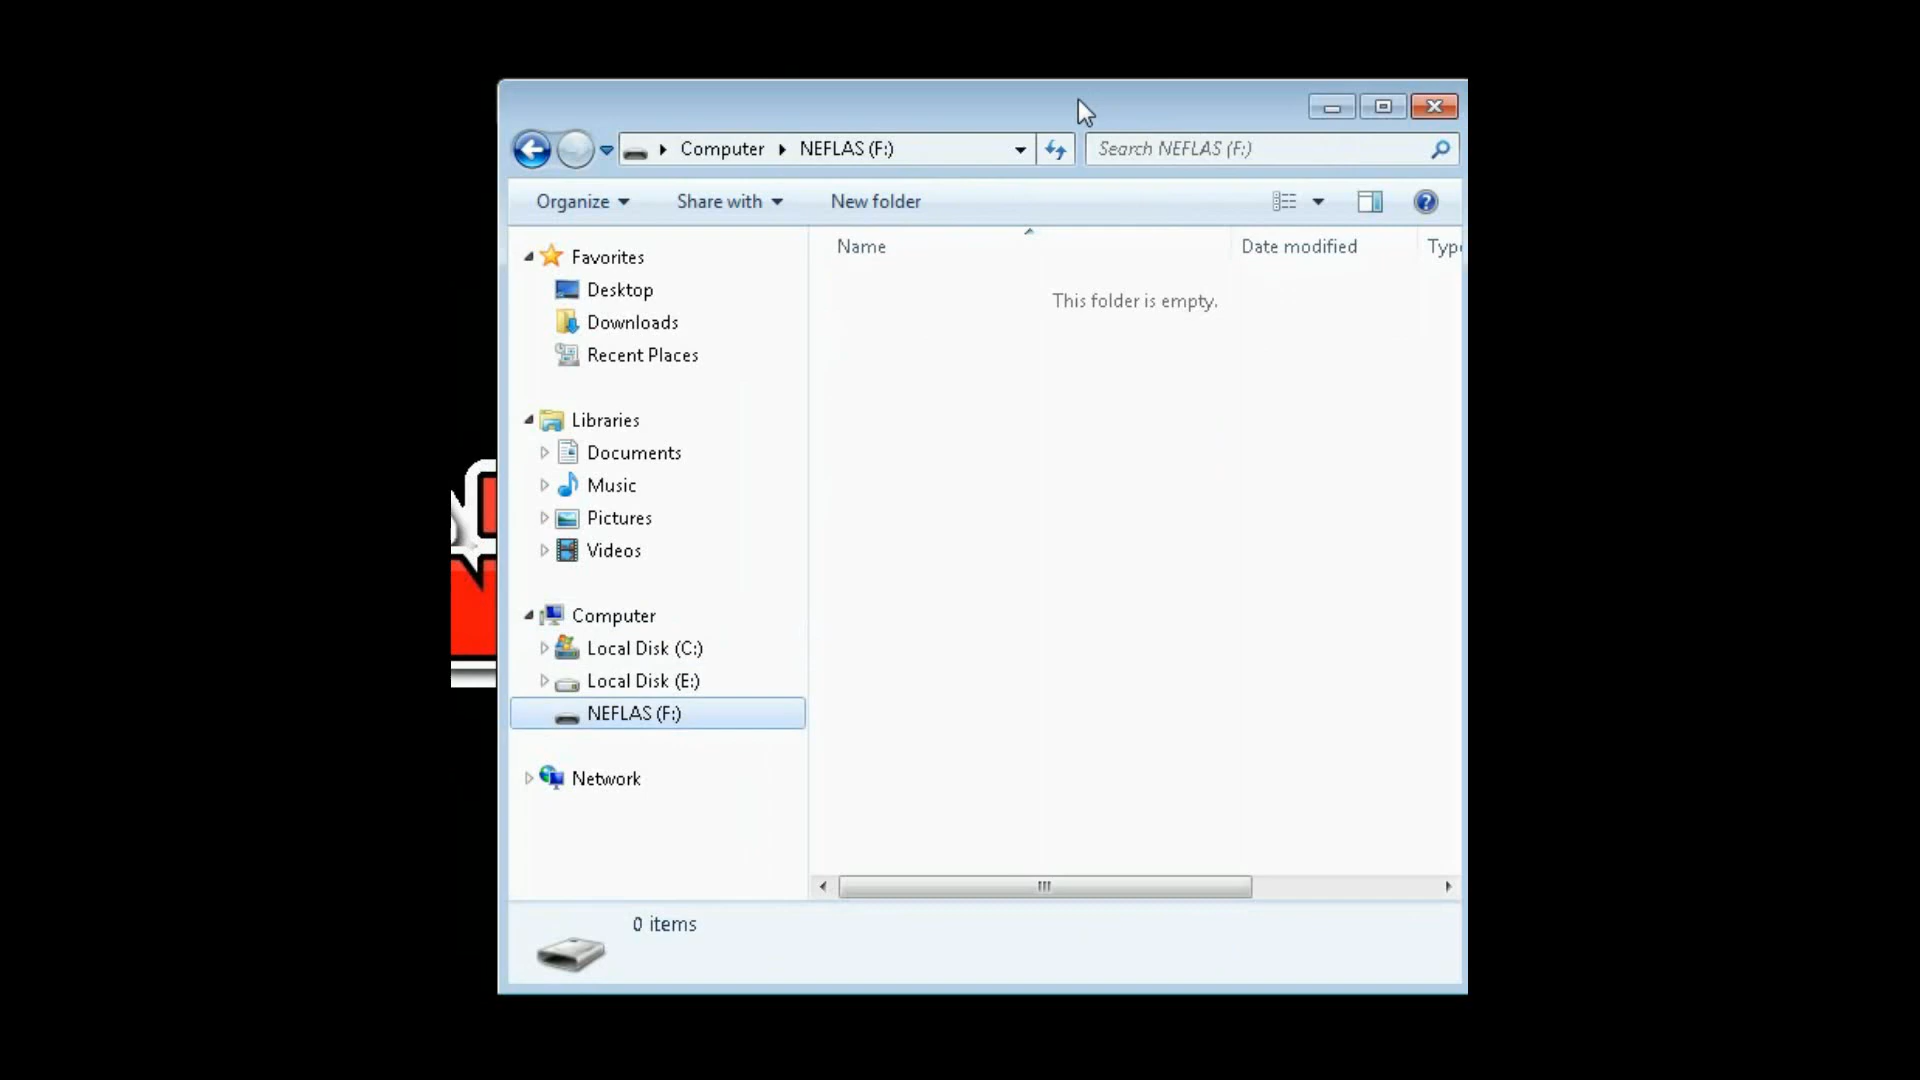 Computer NEFLAS (F:)
Search NEFLAS (F:)
Organize Share with New folder
Name Date modified
This folder is empty.
Favorites
Desktop
Downloads
Recent Places
Libraries
Documents
Music
Pictures
Videos
Computer
Local Disk (C:)
Local Disk (E:)
NEFLAS (F:)
Network
0 items